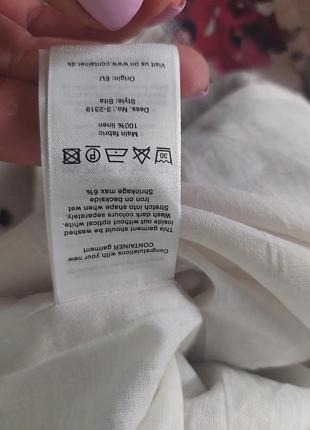 Congratulations with your new
CONTAINER garment
This garment should be washed
inside out without optical white.
Wash dark colours separately.
Stretch into shape when wet
Iron on backside
Shrinkage max 6%
30 P
Main fabric
100% linen
Dess. No.: 3-2319
Style: Sita
Origin: EU
Visit us on www.container.dk